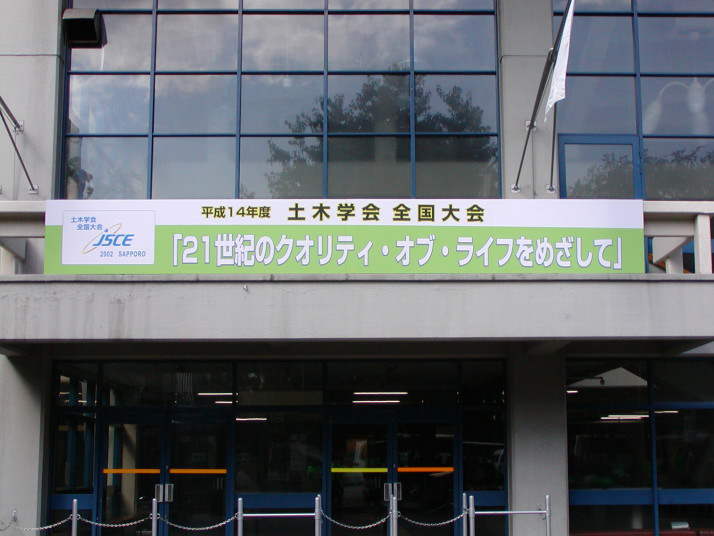 平成14年度 土木学会 全国大会
土木学会
全国大会
JSCE
2002 SAPPORO
「21世紀のクオリティ・オブ・ライフをめざして」